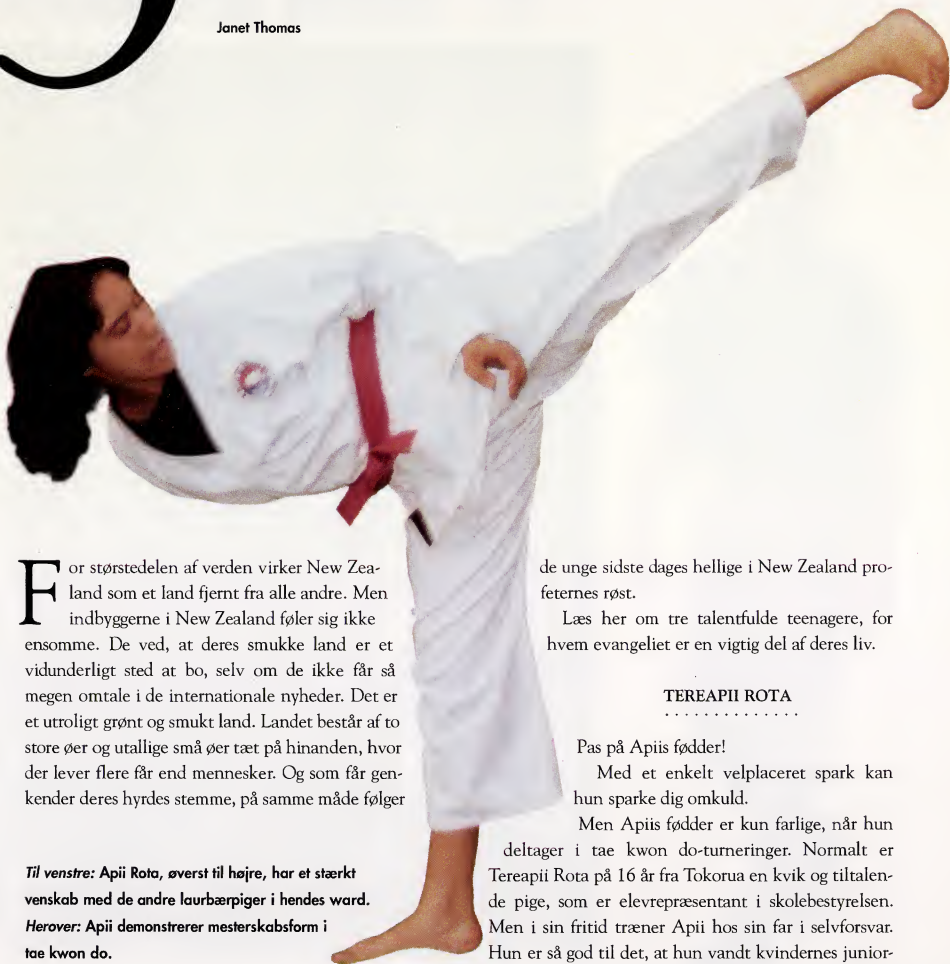 Janet Thomas
For størstedelen af verden virker New Zea-
land som et land fjernt fra alle andre. Men
indbyggerne i New Zealand føler sig ikke
ensomme. De ved, at deres smukke land er et
vidunderligt sted at bo, selv om de ikke får så
megen omtale i de internationale nyheder. Det er
et utroligt grønt og smukt land. Landet består af to
store øer og utallige små øer tæt på hinanden, hvor
der lever flere får end mennesker. Og som får gen-
kender deres hyrdes stemme, på samme måde følger
Til venstre: Apii Rota, øverst til højre, har et stærkt
venskab med de andre laurbærpiger i hendes ward.
Herover: Apii demonstrerer mesterskabsform i
tae kwon do.
de unge sidste dages hellige i New Zealand pro-
feternes røst.
Læs her om tre talentfulde teenagere, for
hvem evangeliet er en vigtig del af deres liv.
TEREAPII ROTA
Pas på Apiis fødder!
Med et enkelt velplaceret spark kan
hun sparke dig omkuld.
Men Apiis fødder er kun farlige, når hun
deltager i tae kwon do-turneringer. Normalt er
Tereapii Rota på 16 år fra Tokorua en kvik og tiltalen-
de pige, som er elevrepræsentant i skolebestyrelsen.
Men i sin fritid træner Apii hos sin far i selvforsvar.
Hun er så god til det, at hun vandt kvindernes junior-